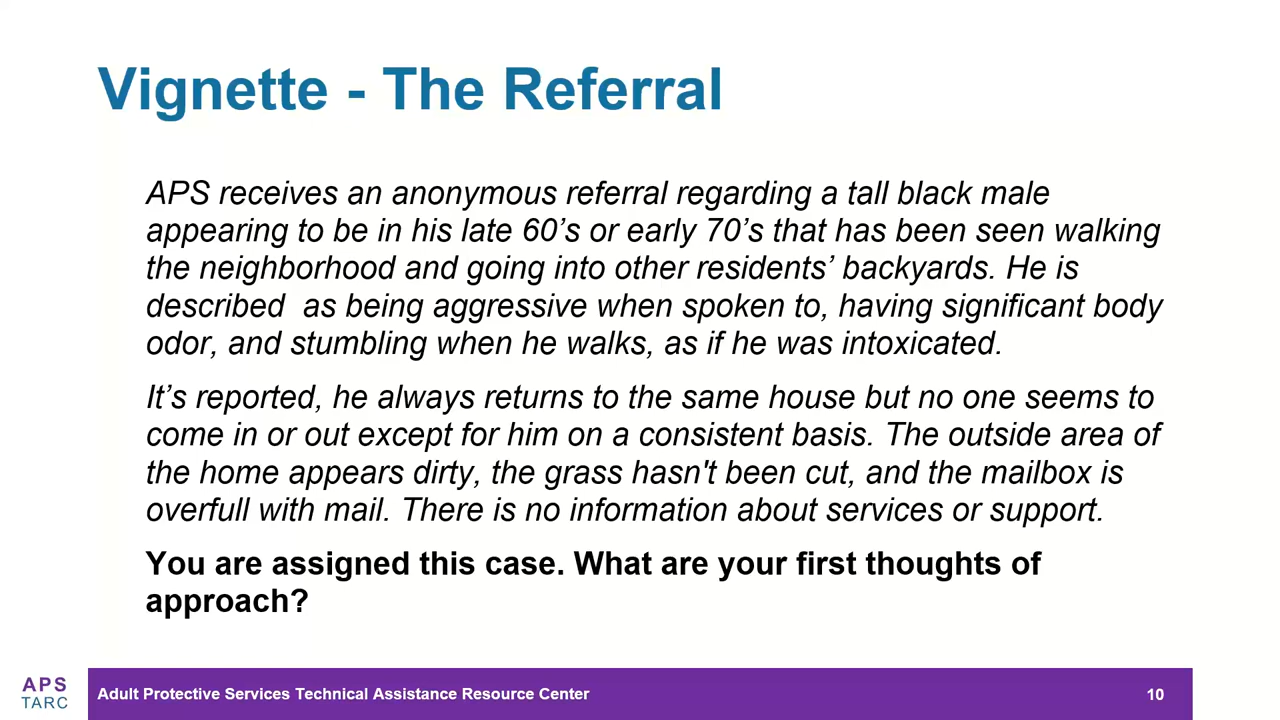 Vignette - The Referral
APS receives an anonymous referral regarding a tall black male
appearing to be in his late 60’s or early 70’s that has been seen walking
the neighborhood and going into other residents’ backyards. He is
described  as being aggressive when spoken to, having significant body
odor, and stumbling when he walks, as if he was intoxicated.
It’s reported, he always returns to the same house but no one seems to
come in or out except for him on a consistent basis. The outside area of
the home appears dirty, the grass hasn't been cut, and the mailbox is
overfull with mail. There is no information about services or support.
You are assigned this case. What are your first thoughts of
approach?
APS
TARC
Adult Protective Services Technical Assistance Resource Center
10